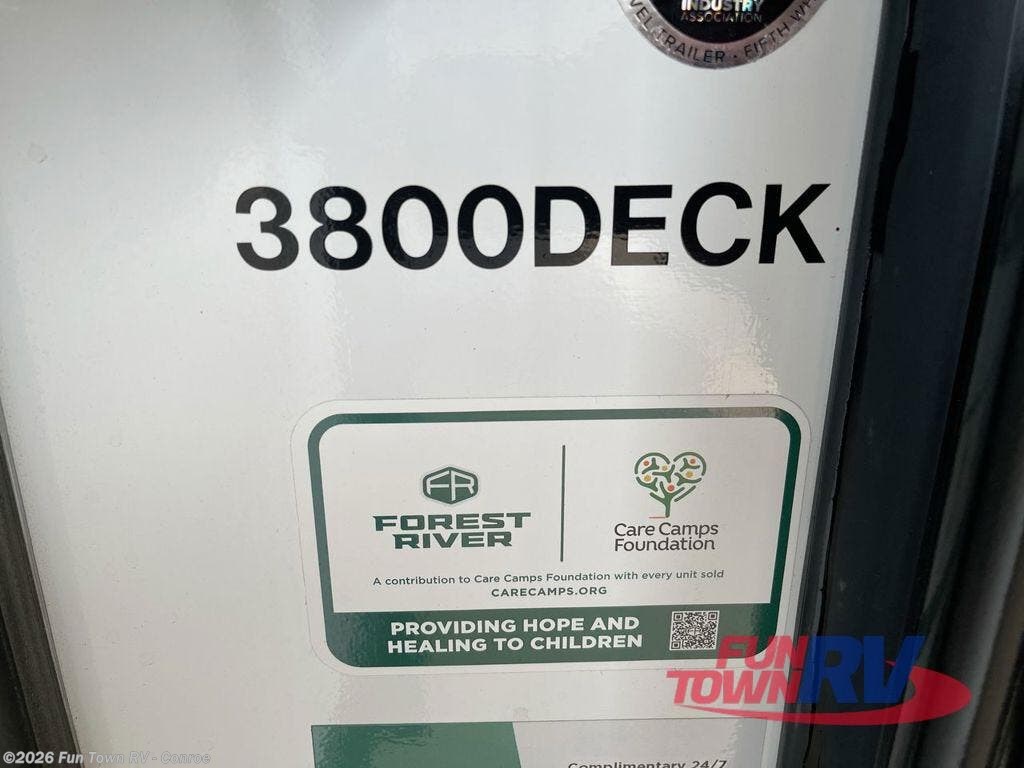 INDUSTRY
ASSOCIATION
TRAILER · FIFTH
3800DECK
FR
FOREST
RIVER
Care Camps
Foundation
A contribution to Care Camps Foundation with every unit sold
CARECAMPS.ORG
PROVIDING HOPE AND
HEALING TO CHILDREN
FUN
TOWN RV
Complimentary 24/7
©2026 Fun Town RV - Conroe